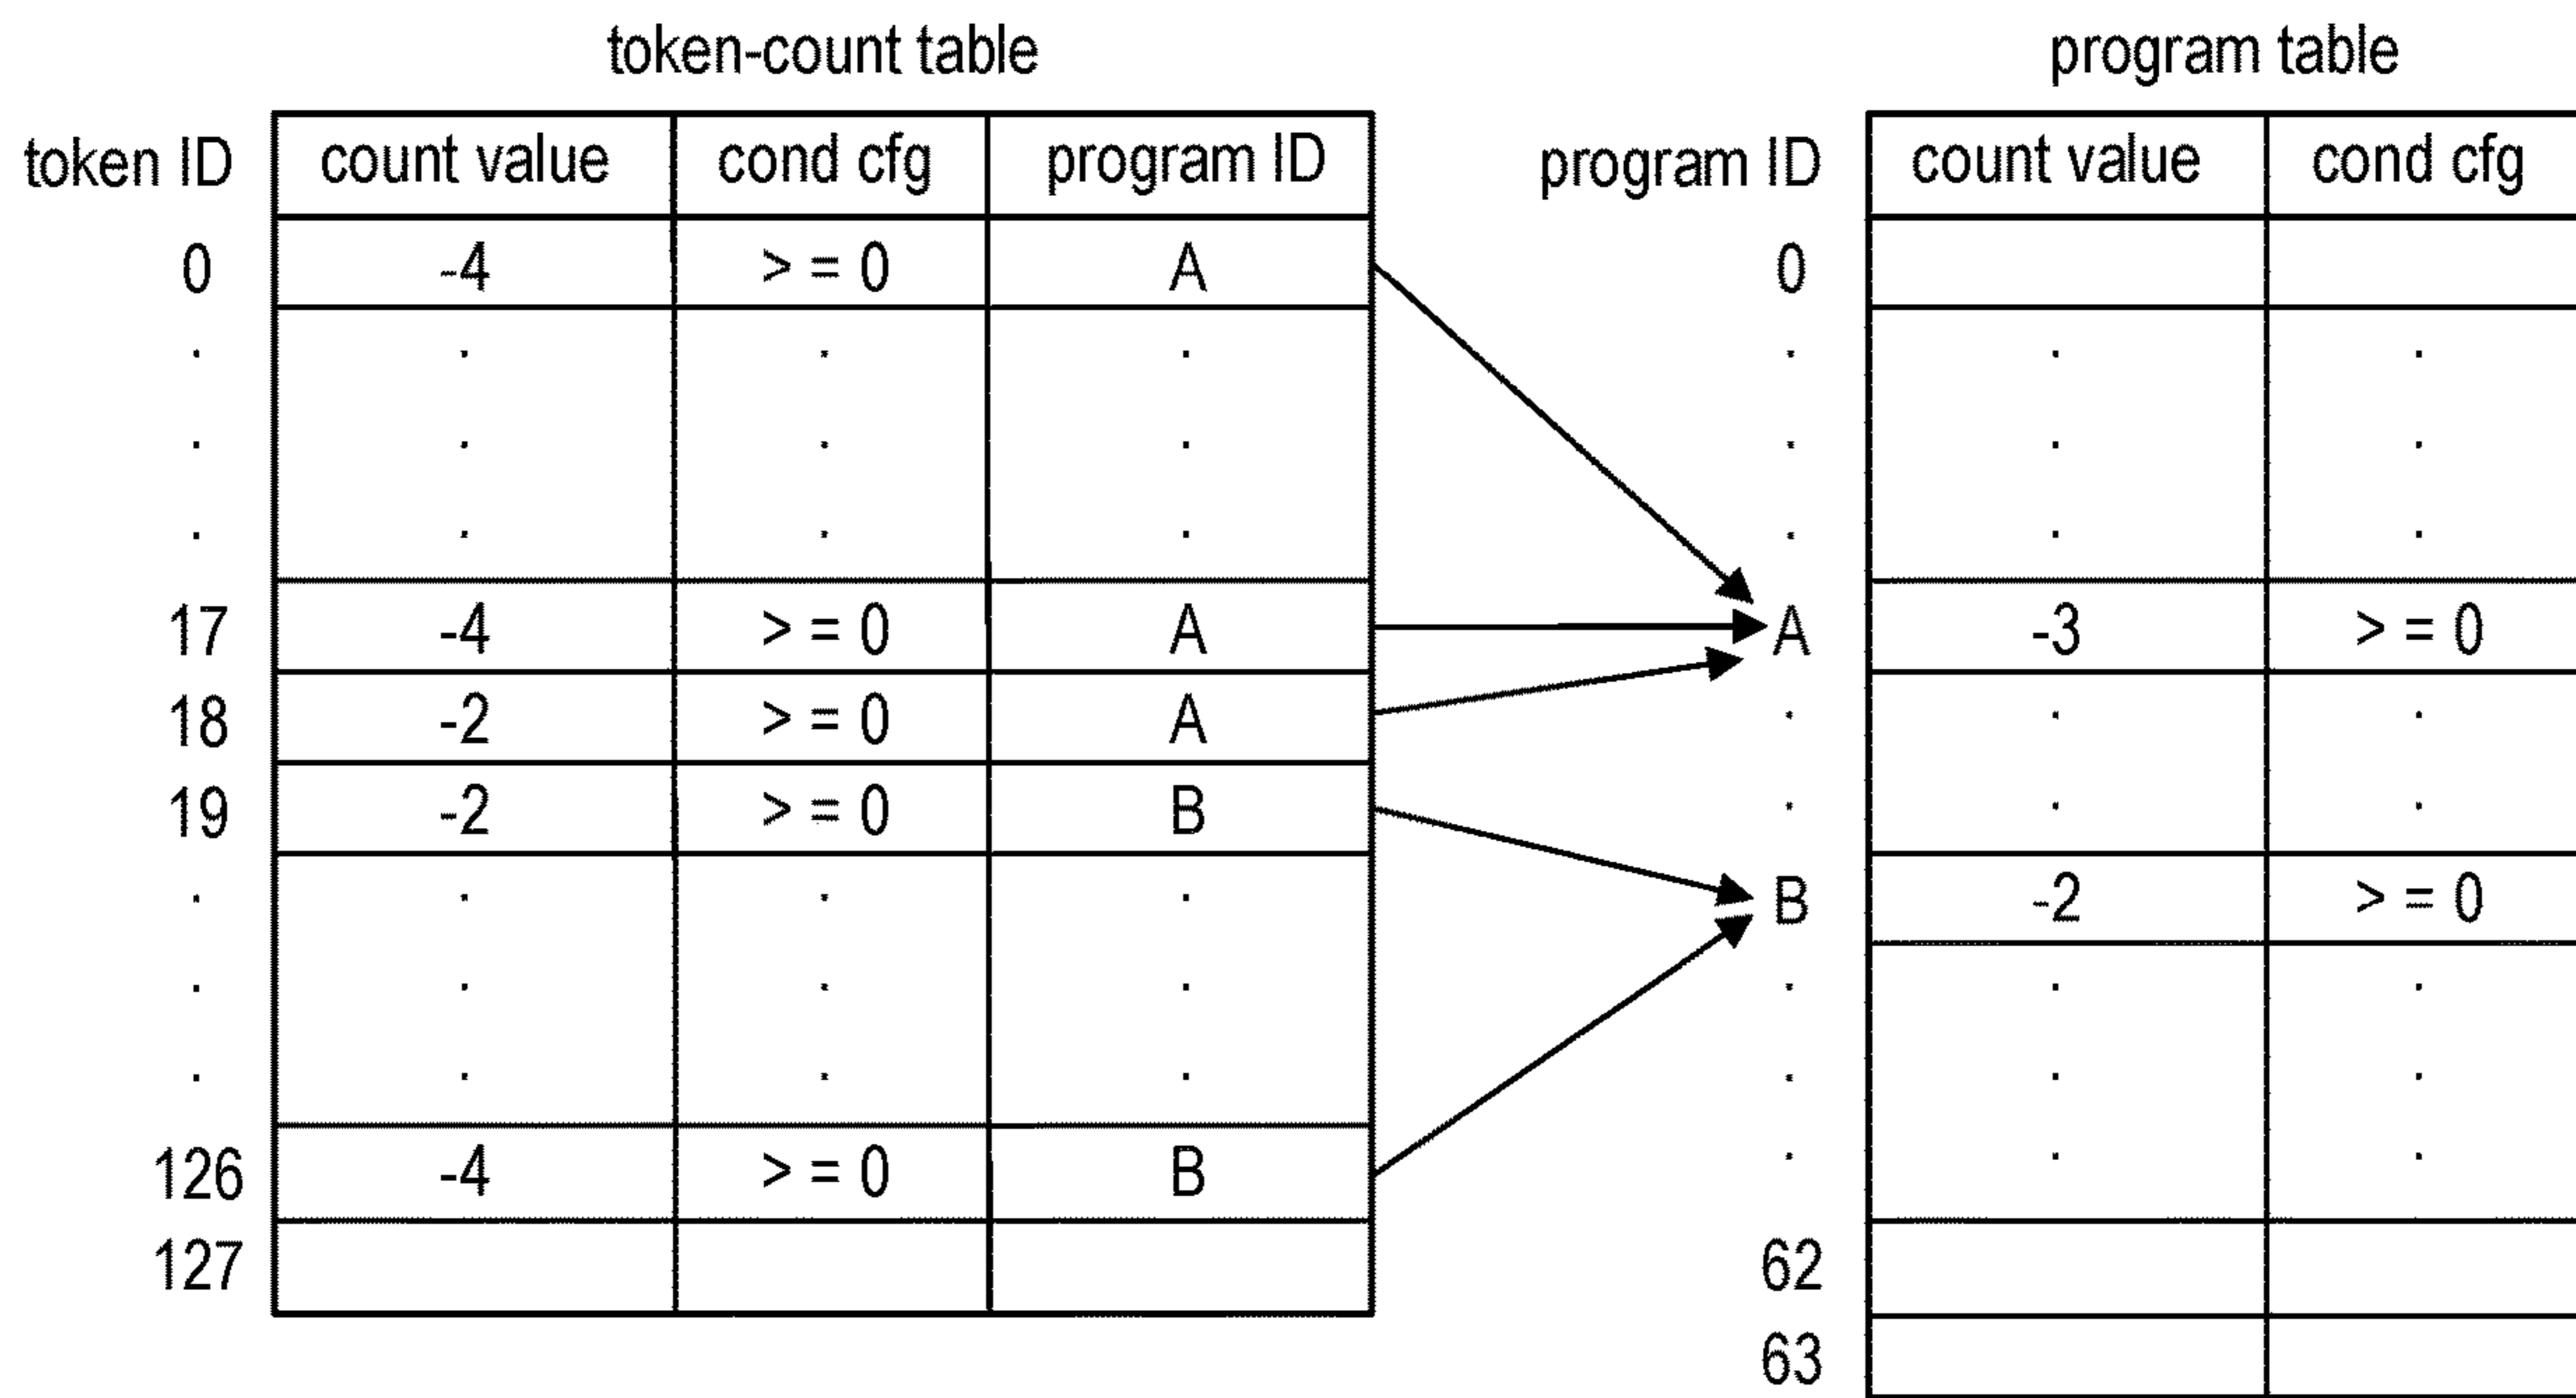 token-count table
token ID count value cond cfg program ID
0 -4 > = 0 A
. . . .
. . . .
. . . .
17 -4 > = 0 A
18 -2 > = 0 A
19 -2 > = 0 B
. . . .
. . . .
. . . .
126 -4 > = 0 B
127
program table
program ID count value cond cfg
0
. . .
. . .
. . .
A -3 > = 0
. . .
. . .
B -2 > = 0
. . .
. . .
. . .
62
63